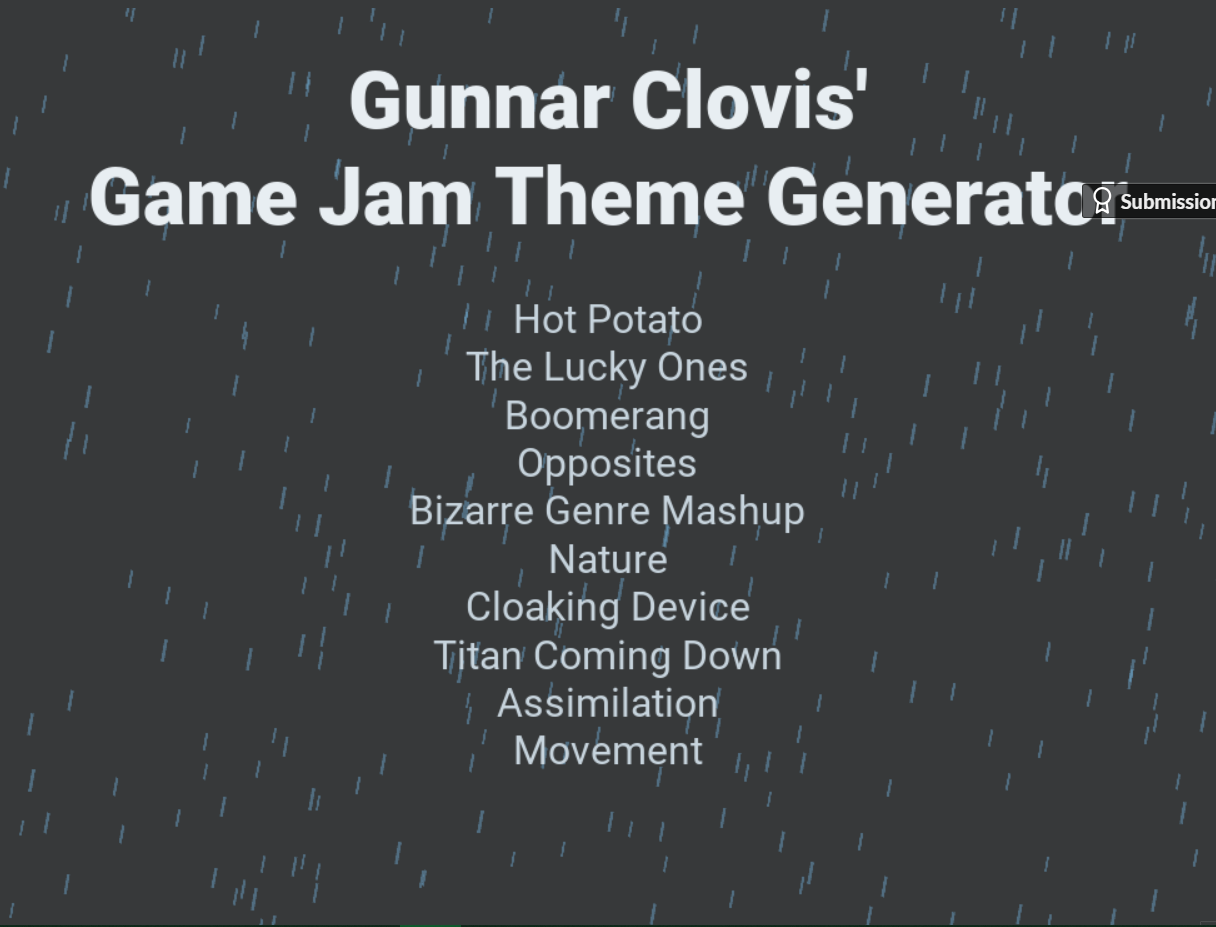 Gunnar Clovis'
Game Jam Theme Generator
Submission
Hot Potato
The Lucky Ones
Boomerang
Opposites
Bizarre Genre Mashup
Nature
Cloaking Device
Titan Coming Down
Assimilation
Movement